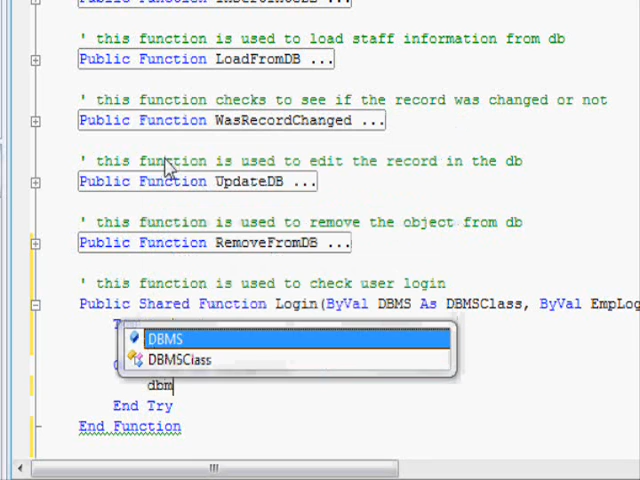 ' this function is used to load staff information from db
Public Function LoadFromDB ...
' this function checks to see if the record was changed or not
Public Function WasRecordChanged ...
' this function is used to edit the record in the db
Public Function UpdateDB ...
' this function is used to remove the object from db
Public Function RemoveFromDB ...
' this function is used to check user login
Public Shared Function Login(ByVal DBMS As DBMSClass, ByVal EmpLog
DBMS
DBMSClass
dbm
End Try
End Function